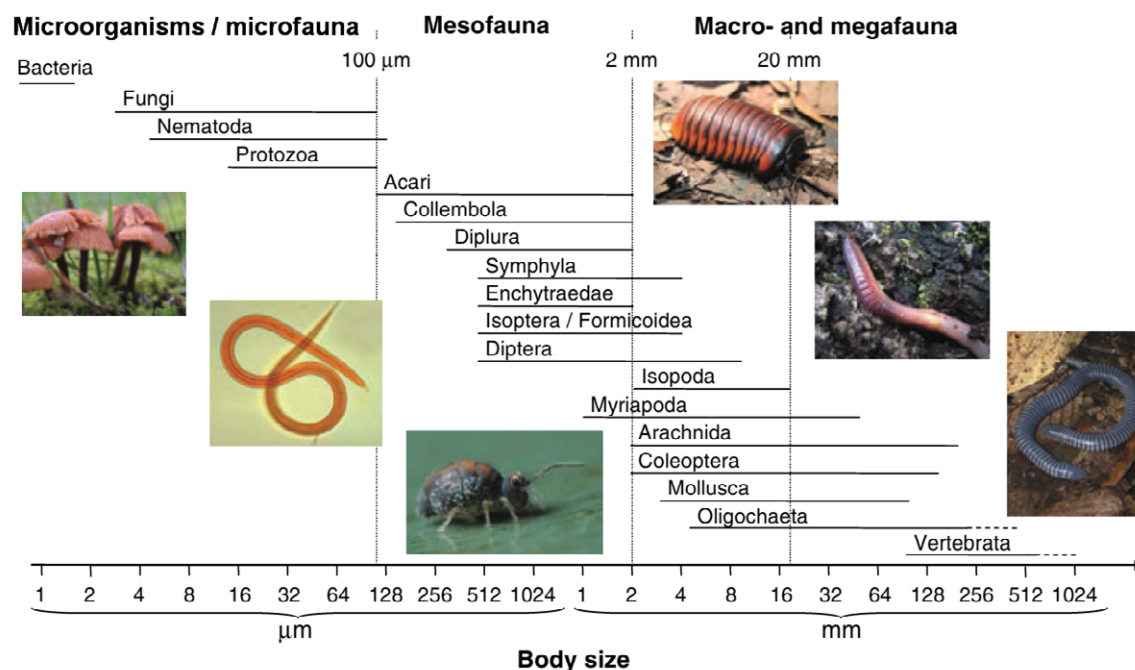 Microorganisms / microfauna Mesofauna Macro- and megafauna
100 µm 2 mm 20 mm
Bacteria
Fungi
Nematoda
Protozoa
Acari
Collembola
Diplura
Symphyla
Enchytraedae
Isoptera / Formicoidea
Diptera
Isopoda
Myriapoda
Arachnida
Coleoptera
Mollusca
Oligochaeta
Vertebrata
1 2 4 8 16 32 64 128 256 512 1024 1 2 4 8 16 32 64 128 256 512 1024
µm mm
Body size